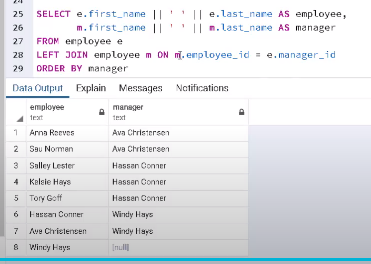 25 SELECT e.first_name || ' ' || e.last_name AS employee,
26 m.first_name || ' ' || m.last_name AS manager
27 FROM employee e
28 LEFT JOIN employee m ON m.employee_id = e.manager_id
29 ORDER BY manager
Data Output Explain Messages Notifications
employee manager
text text
1 Anna Reeves Ava Christensen
2 Sau Norman Ava Christensen
3 Salley Lester Hassan Conner
4 Kelsie Hays Hassan Conner
5 Tory Goff Hassan Conner
6 Hassan Conner Windy Hays
7 Ava Christensen Windy Hays
8 Windy Hays [null]